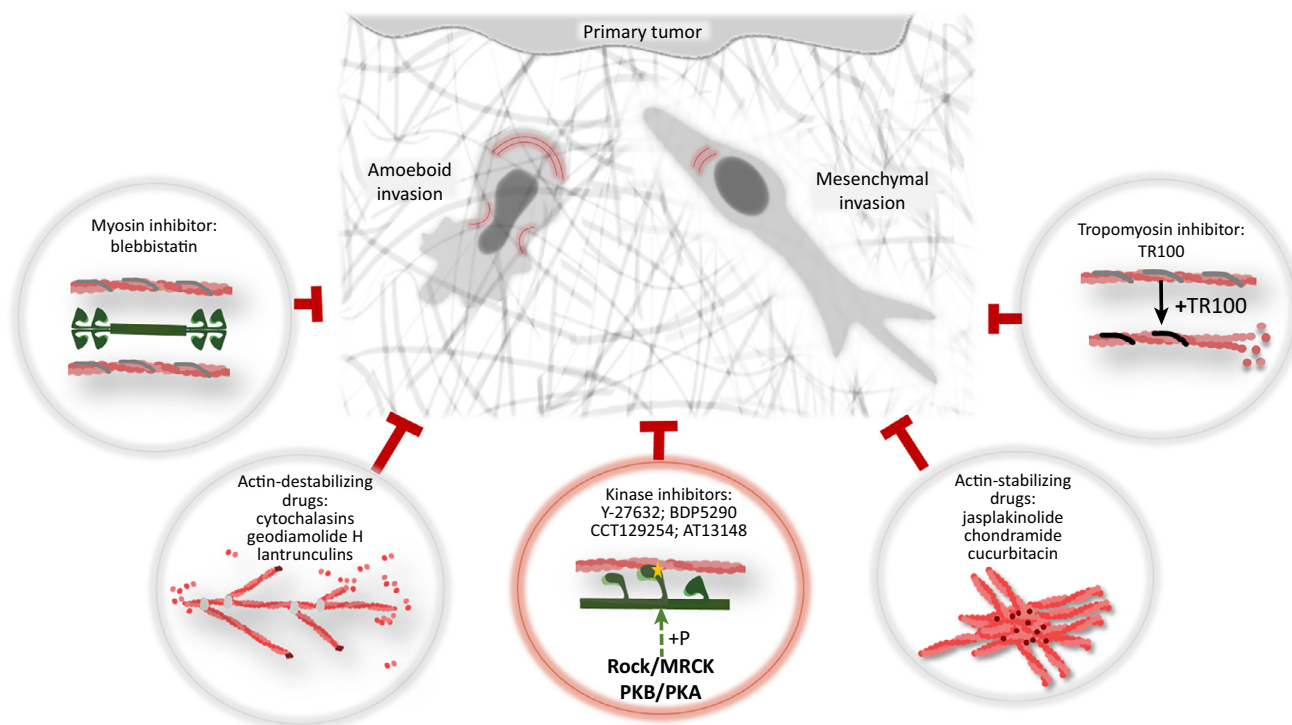 Primary tumor
Amoeboid
invasion
Mesenchymal
invasion
Myosin inhibitor:
blebbistatin
Tropomyosin inhibitor:
TR100
+TR100
Actin-destabilizing
drugs:
cytochalasins
geodiamolide H
lantrunculins
Kinase inhibitors:
Y-27632; BDP5290
CCT129254; AT13148
+P
Rock/MRCK
PKB/PKA
Actin-stabilizing
drugs:
jasplakinolide
chondramide
cucurbitacin